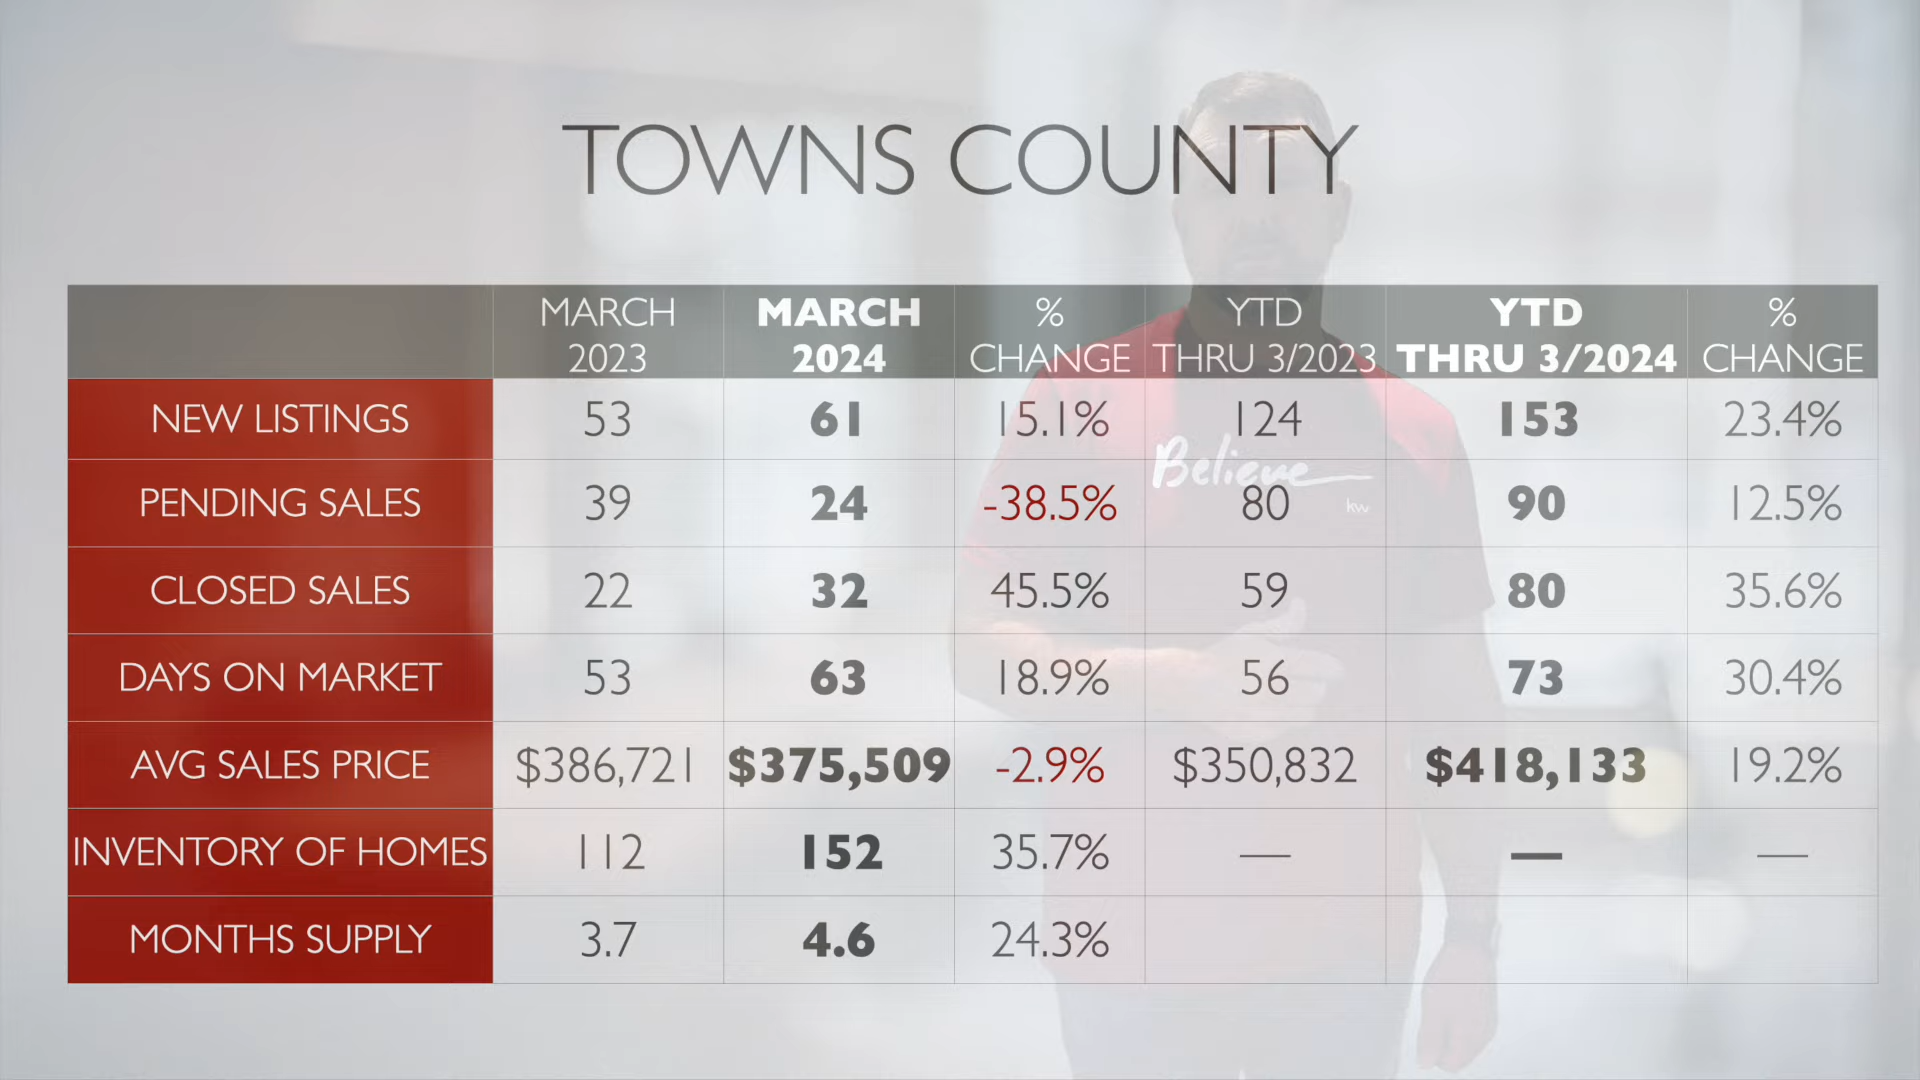 TOWNS COUNTY
MARCH 2023 MARCH 2024 % CHANGE YTD THRU 3/2023 YTD THRU 3/2024 % CHANGE
NEW LISTINGS 53 61 15.1% 124 153 23.4%
Believe
kw
PENDING SALES 39 24 -38.5% 80 90 12.5%
CLOSED SALES 22 32 45.5% 59 80 35.6%
DAYS ON MARKET 53 63 18.9% 56 73 30.4%
AVG SALES PRICE $386,721 $375,509 -2.9% $350,832 $418,133 19.2%
INVENTORY OF HOMES 112 152 35.7% — — —
MONTHS SUPPLY 3.7 4.6 24.3%